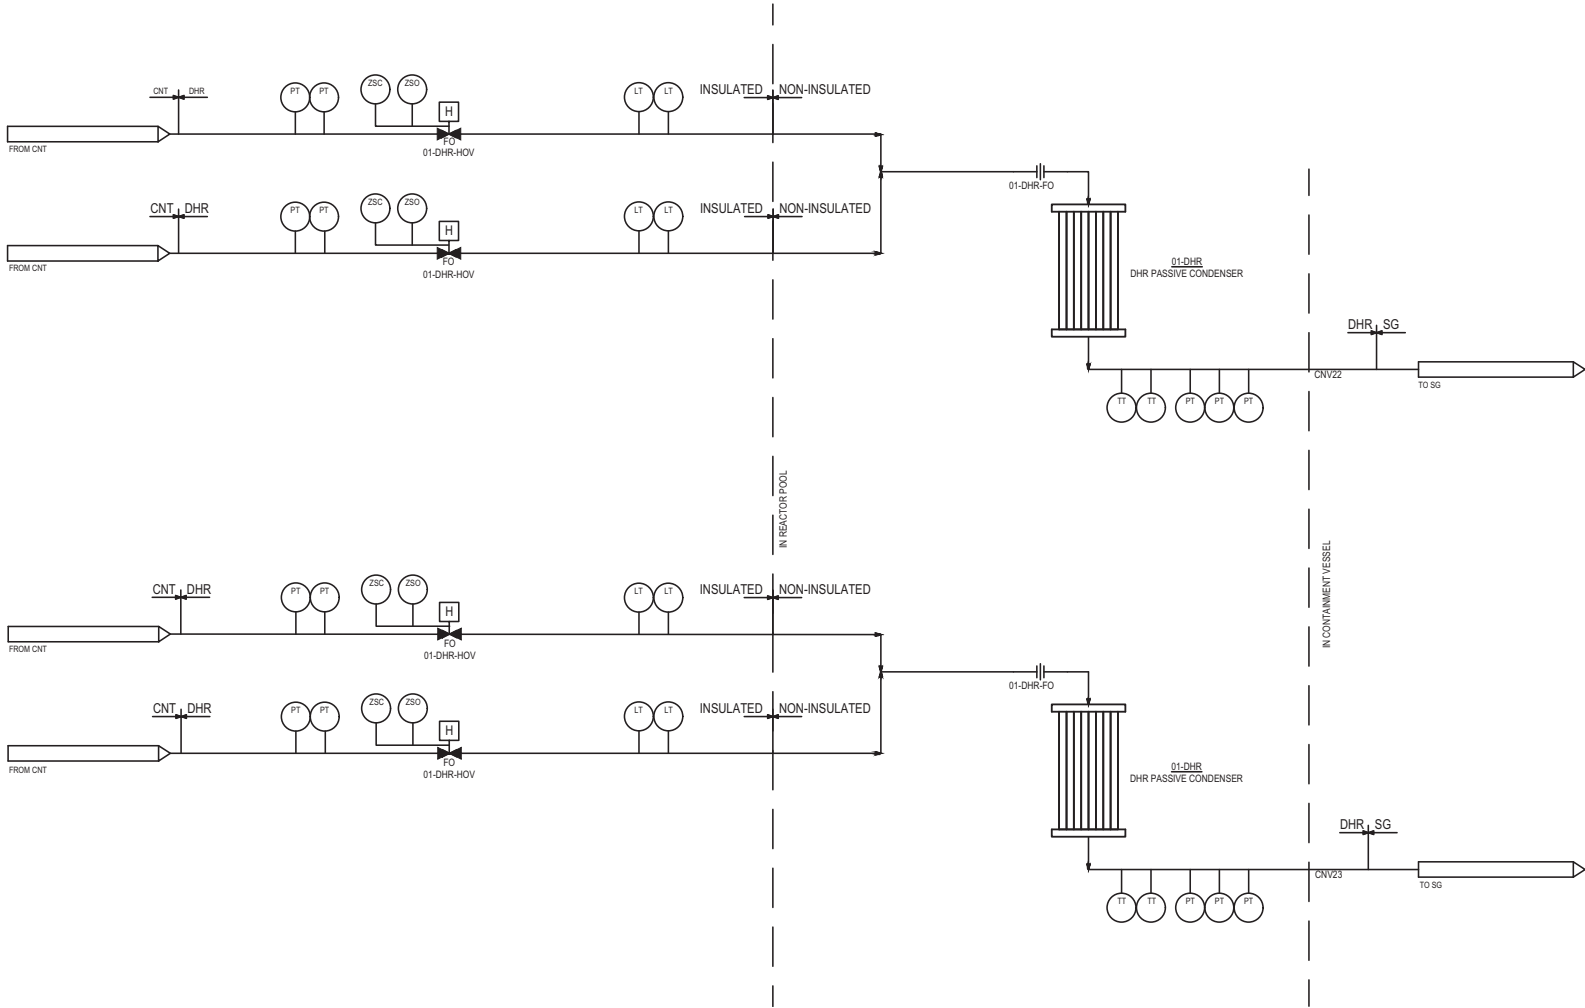 CNT DHR
PT PT
ZSC ZSO
H
LT LT
INSULATED NON-INSULATED
FROM CNT
FO
01-DHR-HOV
01-DHR-FO
CNT DHR
PT PT
ZSC ZSO
H
LT LT
INSULATED NON-INSULATED
FROM CNT
FO
01-DHR-HOV
01-DHR
DHR PASSIVE CONDENSER
DHR SG
CNV22
TO SG
TT TT PT PT PT
IN REACTOR POOL
IN CONTAINMENT VESSEL
CNT DHR
PT PT
ZSC ZSO
H
LT LT
INSULATED NON-INSULATED
FROM CNT
FO
01-DHR-HOV
01-DHR-FO
CNT DHR
PT PT
ZSC ZSO
H
LT LT
INSULATED NON-INSULATED
FROM CNT
FO
01-DHR-HOV
01-DHR
DHR PASSIVE CONDENSER
DHR SG
CNV23
TO SG
TT TT PT PT PT